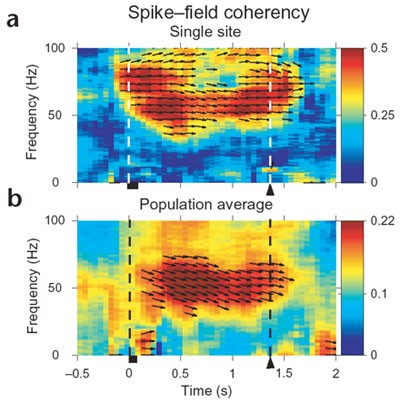 Spike–field coherency
a
Single site
Frequency (Hz)
100
50
0
0.5
0.25
0
b
Population average
Frequency (Hz)
100
50
0
0.22
0.1
0
–0.5
0
0.5
1
1.5
2
Time (s)